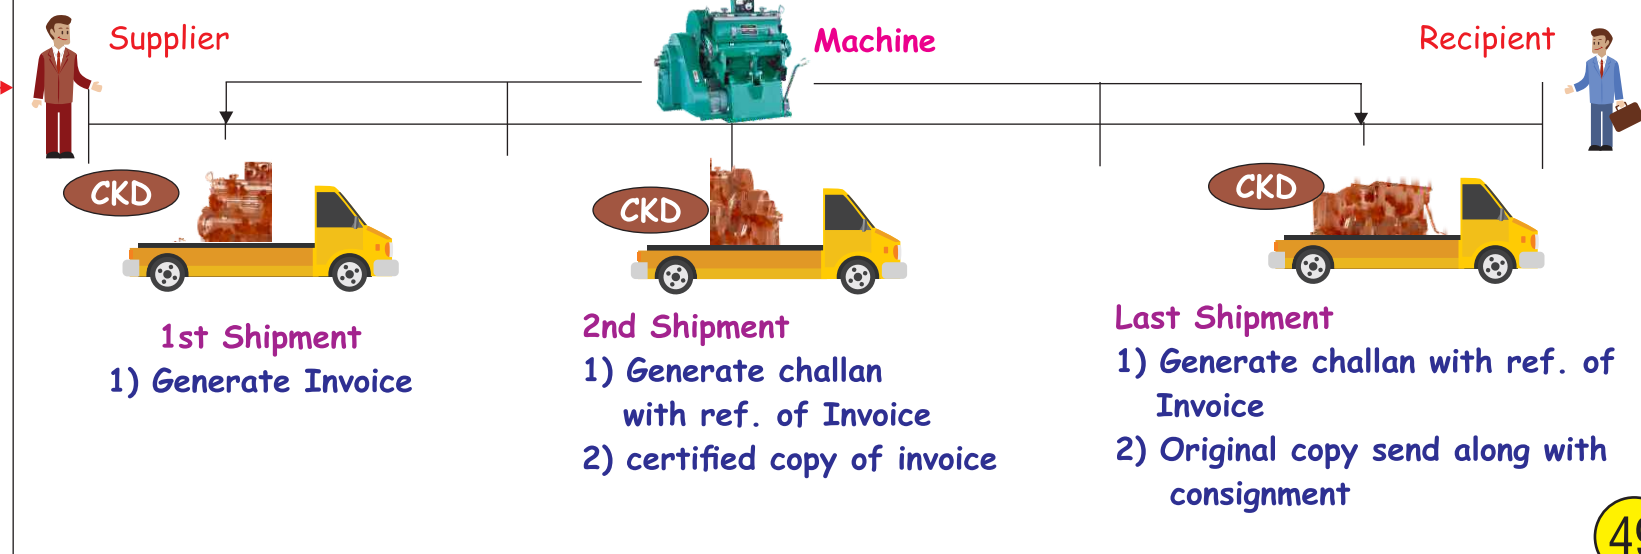 Supplier
Machine
Recipient
CKD
CKD
CKD
1st Shipment
1) Generate Invoice
2nd Shipment
1) Generate challan
with ref. of Invoice
2) certified copy of invoice
Last Shipment
1) Generate challan with ref. of
Invoice
2) Original copy send along with
consignment